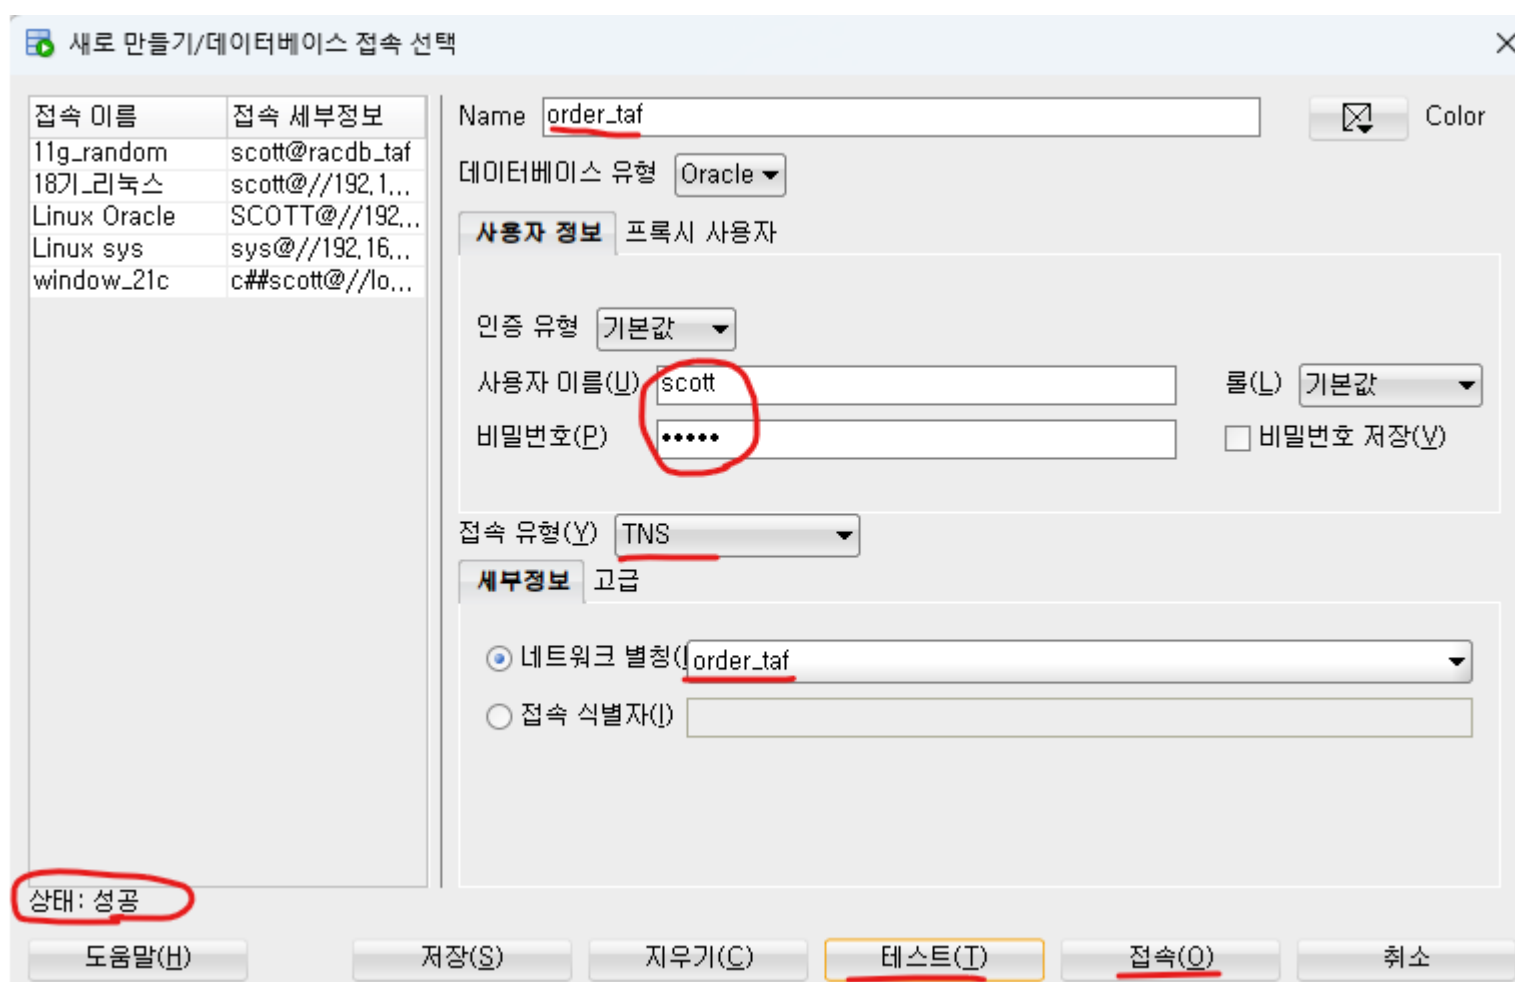 새로 만들기/데이터베이스 접속 선택
접속 이름 접속 세부정보
11g_random scott@racdb_taf
18기_리눅스 scott@//192.1...
Linux Oracle SCOTT@//192...
Linux sys sys@//192.16...
window_21c c##scott@//lo...
Name order_taf Color
데이터베이스 유형 Oracle
사용자 정보 프록시 사용자
인증 유형 기본값
사용자 이름(U) scott 롤(L) 기본값
비밀번호(P) ••••• 비밀번호 저장(V)
접속 유형(Y) TNS
세부정보 고급
네트워크 별칭( order_taf
접속 식별자(I)
상태: 성공
도움말(H) 저장(S) 지우기(C) 테스트(T) 접속(O) 취소